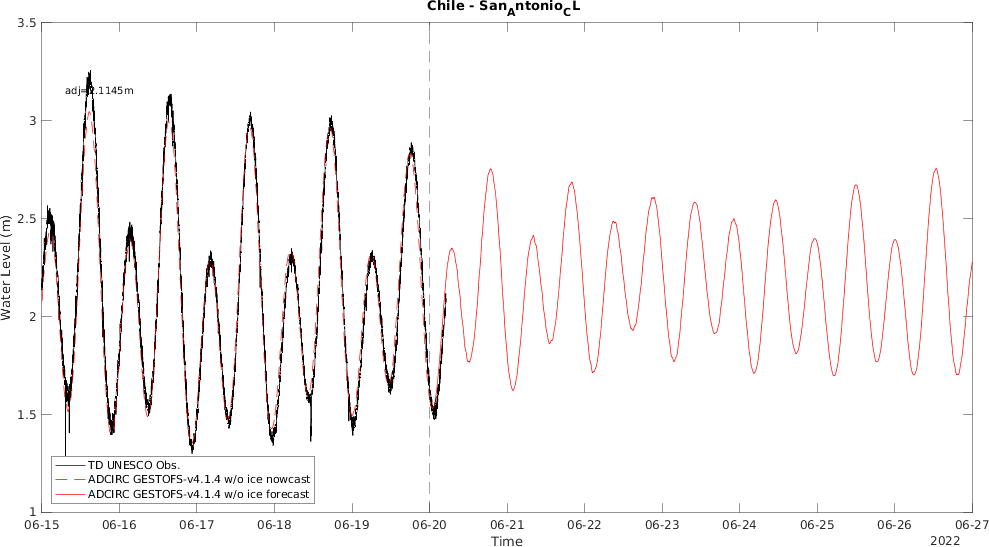 Chile - SanAntonioCL
3.5
adj=2.1145m
3
2.5
Water Level (m)
2
1.5
TD UNESCO Obs.
ADCIRC GESTOFS-v4.1.4 w/o ice nowcast
ADCIRC GESTOFS-v4.1.4 w/o ice forecast
1
06-15 06-16 06-17 06-18 06-19 06-20 06-21 06-22 06-23 06-24 06-25 06-26 06-27
Time
2022